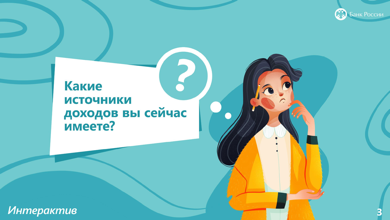 Банк России
?
Какие
источники
доходов вы сейчас
имеете?
Интерактив
3